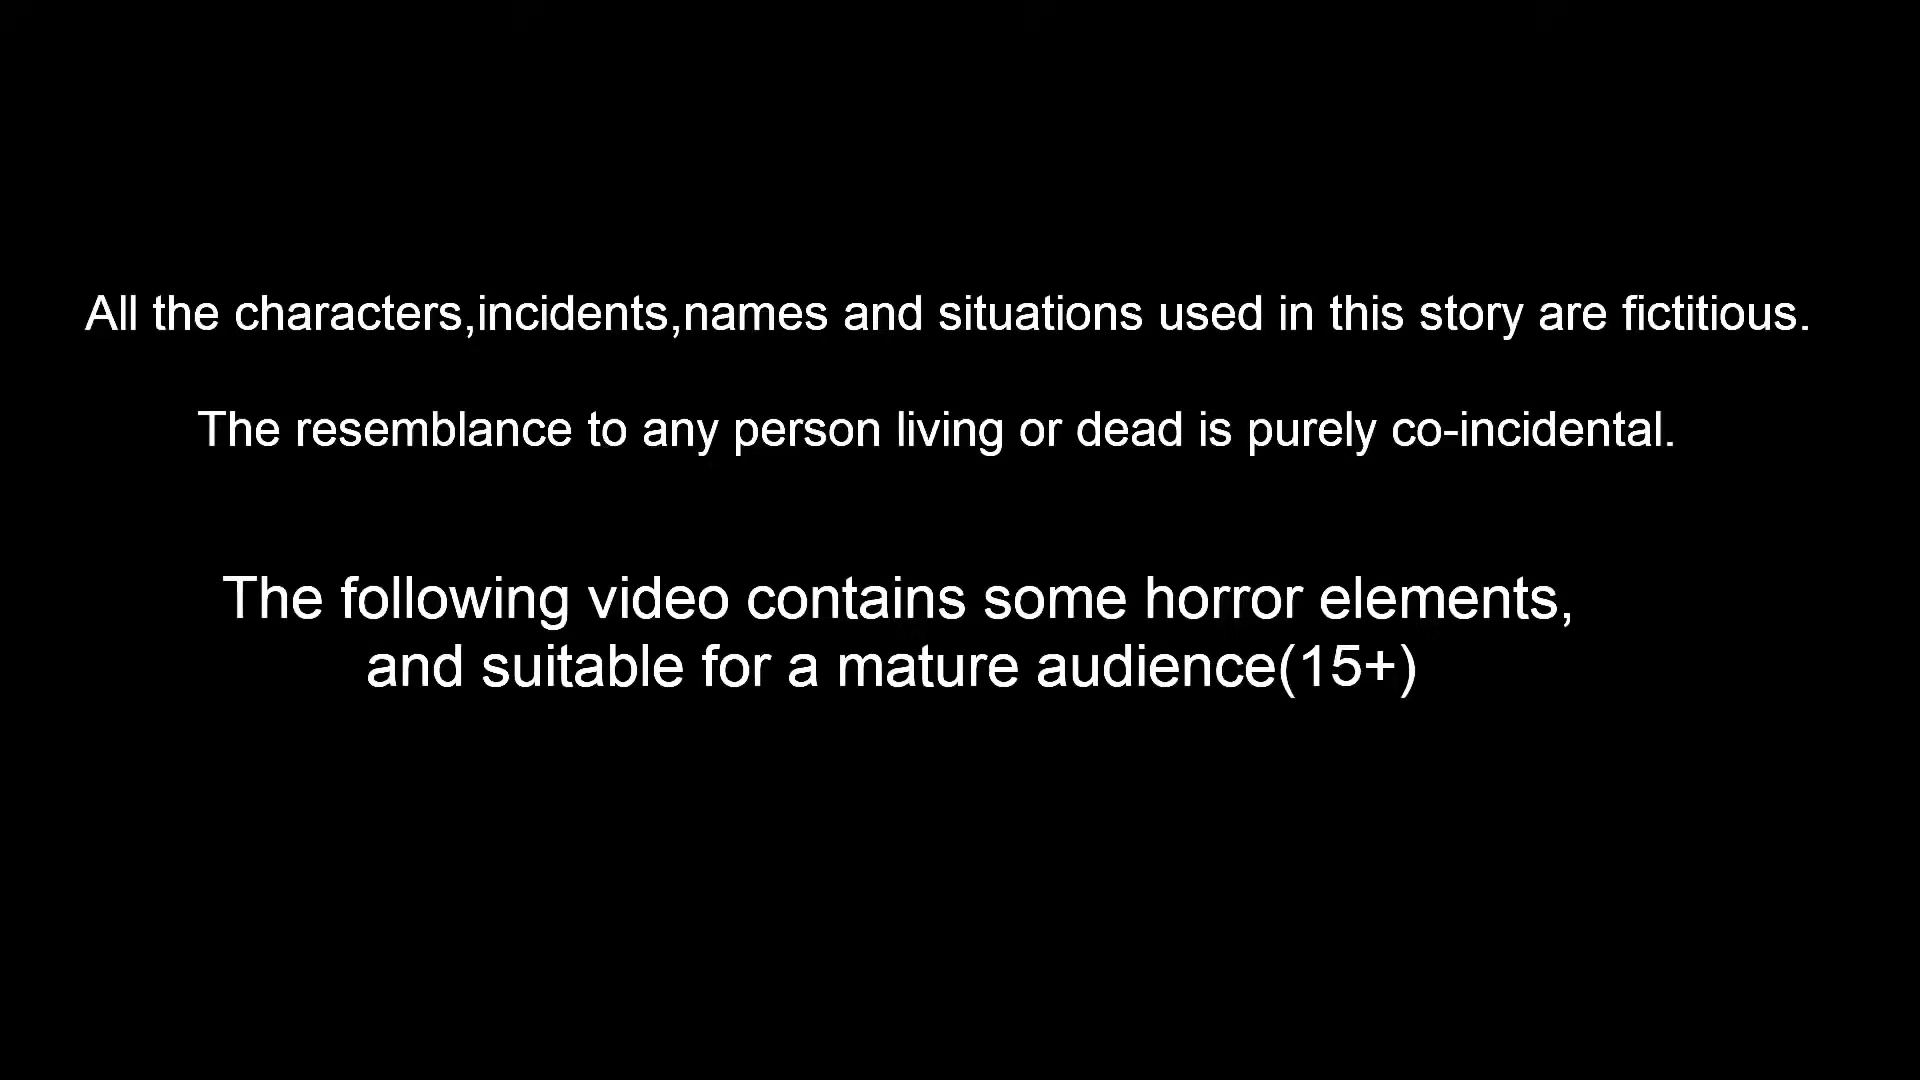 All the characters,incidents,names and situations used in this story are fictitious.
The resemblance to any person living or dead is purely co-incidental.
The following video contains some horror elements,
and suitable for a mature audience(15+)